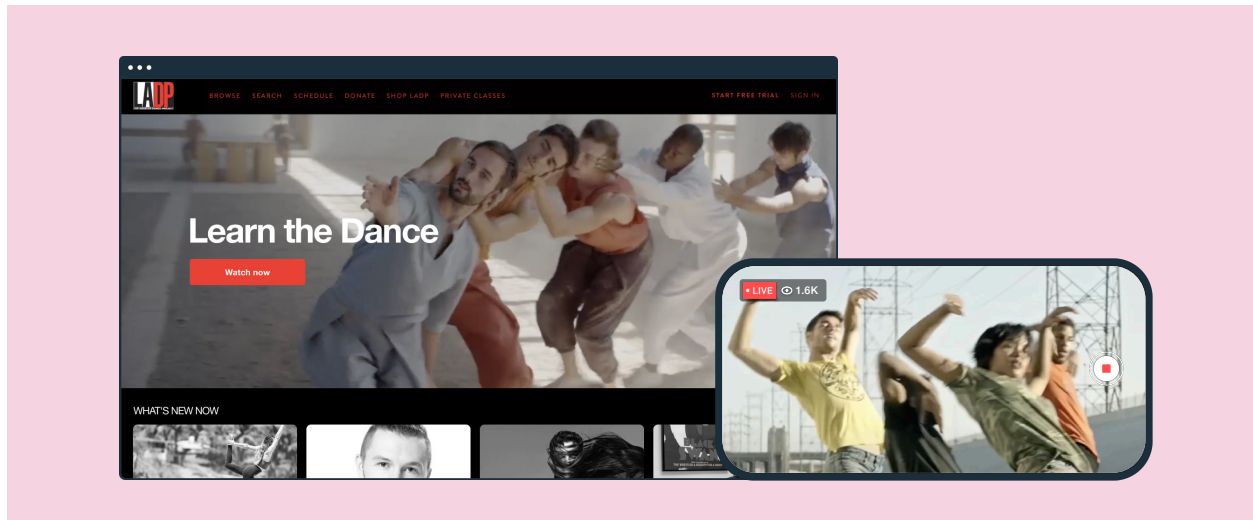 LADP
BROWSE SEARCH SCHEDULE DONATE SHOP LADP PRIVATE CLASSES START FREE TRIAL SIGN IN
Learn the Dance
Watch now
LIVE 1.6K
WHAT'S NEW NOW
BLACK